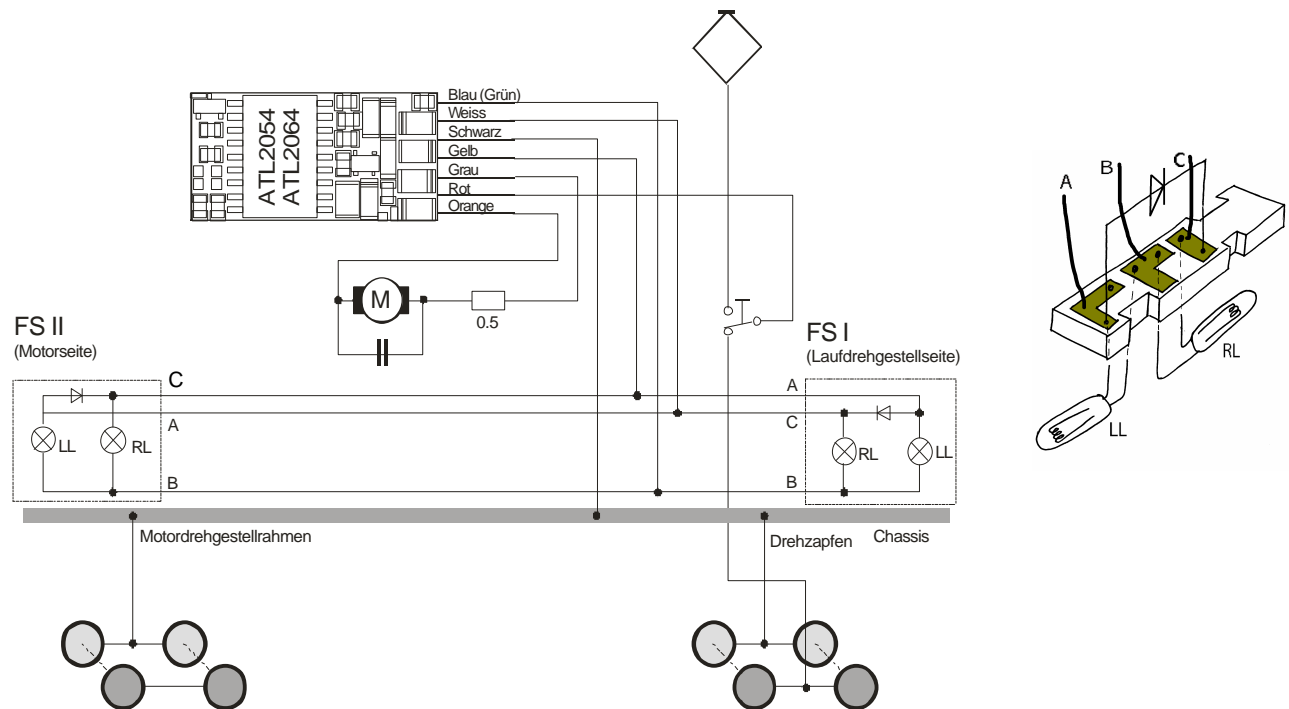 Blau (Grün)
Weiss
Schwarz
Gelb
Grau
Rot
Orange
ATL2054
ATL2064
M
0.5
FS II
(Motorseite)
FS I
(Laufdrehgestellseite)
C
A
B
LL
RL
A
C
B
RL
LL
Motordrehgestellrahmen
Drehzapfen
Chassis
A
B
C
RL
LL